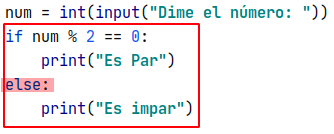 num = int(input("Dime el número: "))
if num % 2 == 0:
    print("Es Par")
else:
    print("Es impar")